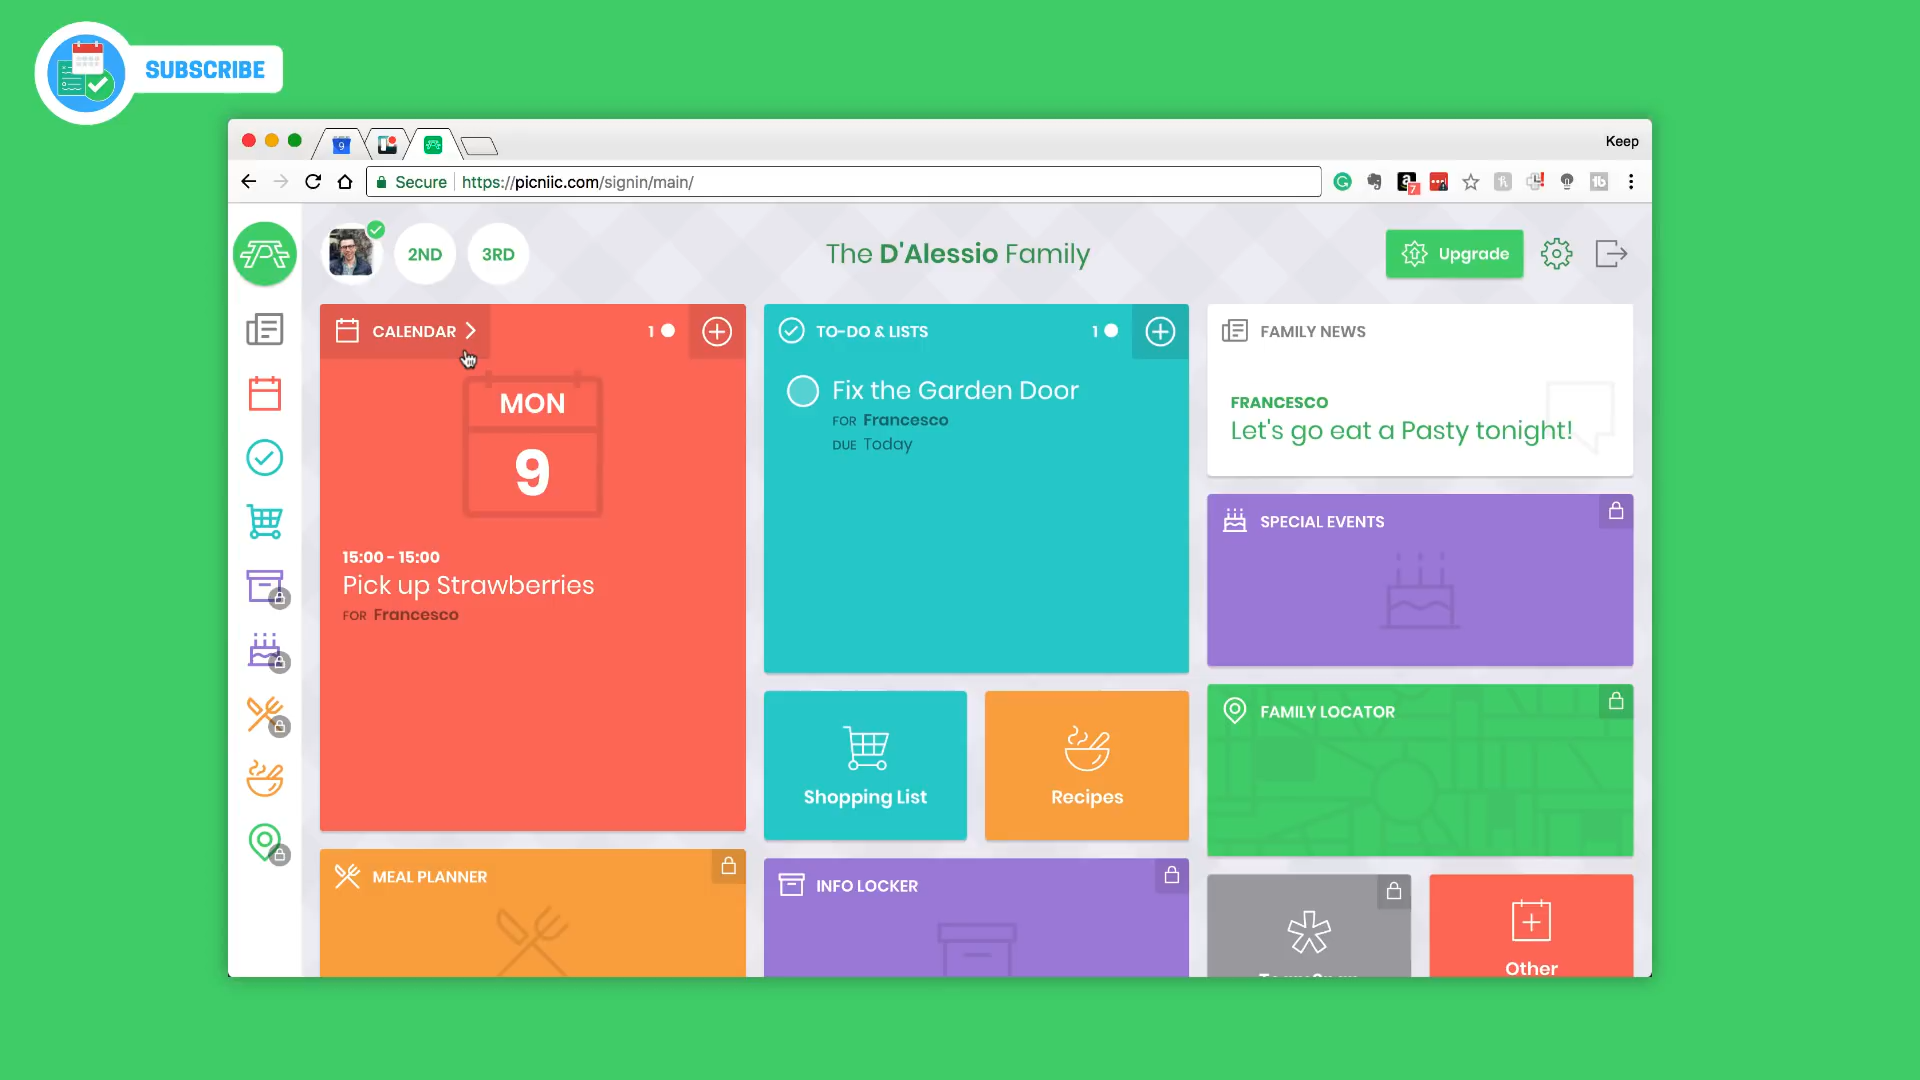 SUBSCRIBE
9
Keep
Secure
https://picniic.com/signin/main/
7
2ND
3RD
The D'Alessio Family
Upgrade
CALENDAR
1
MON
9
15:00 - 15:00
Pick up Strawberries
FOR Francesco
TO-DO & LISTS
1
Fix the Garden Door
FOR Francesco
DUE Today
FAMILY NEWS
FRANCESCO
Let's go eat a Pasty tonight!
SPECIAL EVENTS
Shopping List
Recipes
FAMILY LOCATOR
MEAL PLANNER
INFO LOCKER
Other